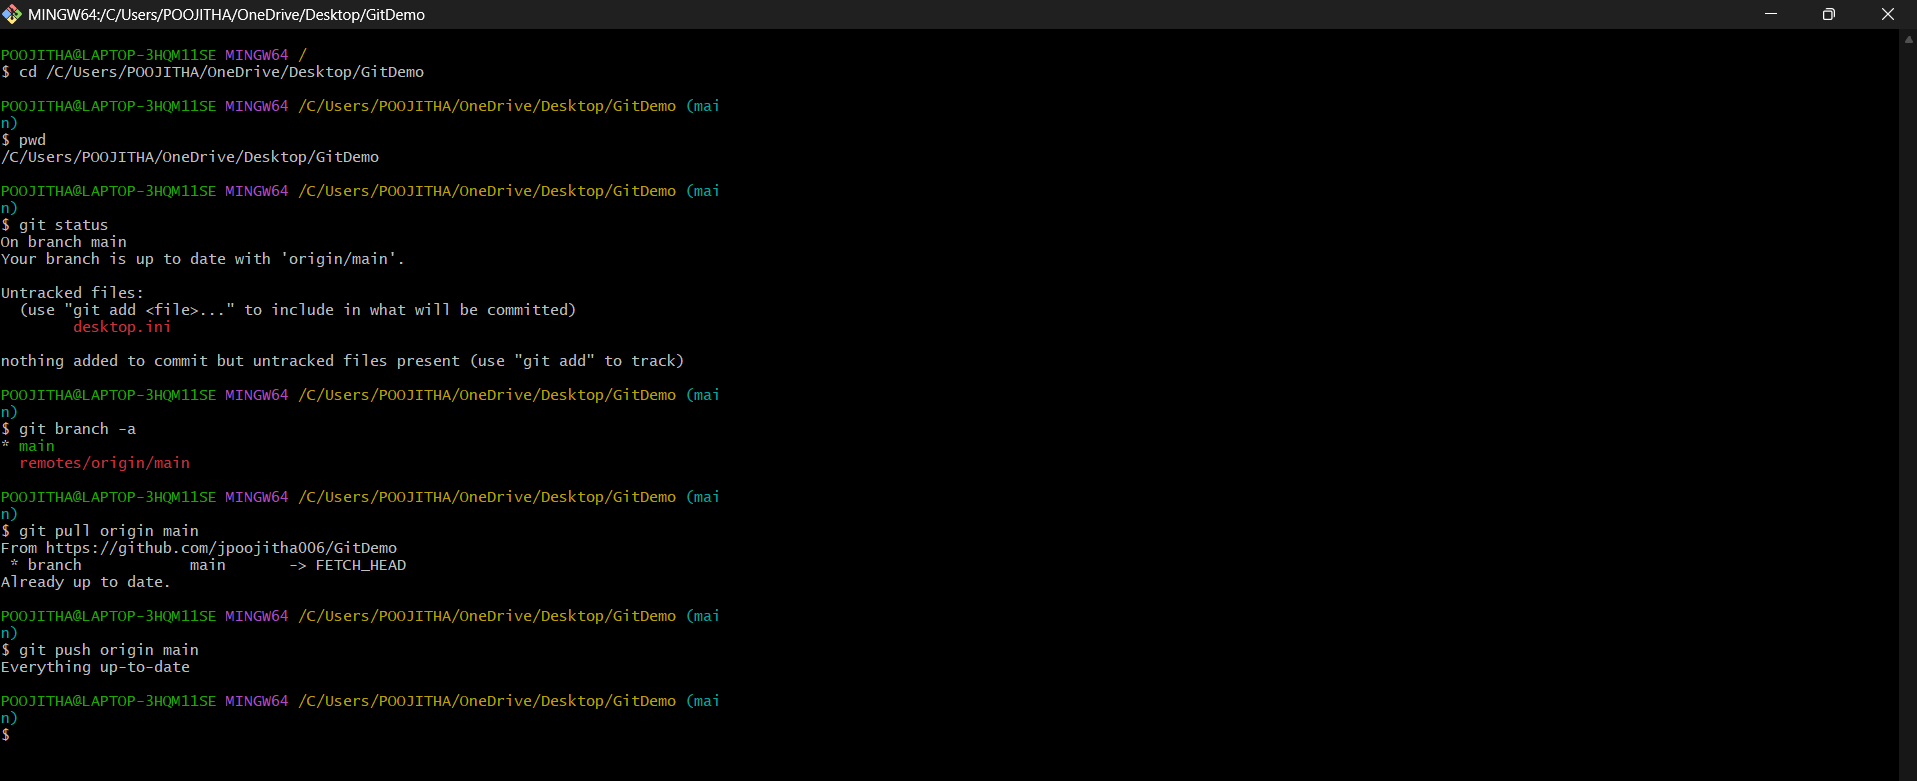 MINGW64:/C/Users/POOJITHA/OneDrive/Desktop/GitDemo
POOJITHA@LAPTOP-3HQM11SE MINGW64 /
$ cd /C/Users/POOJITHA/OneDrive/Desktop/GitDemo
POOJITHA@LAPTOP-3HQM11SE MINGW64 /C/Users/POOJITHA/OneDrive/Desktop/GitDemo (mai
n)
$ pwd
/C/Users/POOJITHA/OneDrive/Desktop/GitDemo
POOJITHA@LAPTOP-3HQM11SE MINGW64 /C/Users/POOJITHA/OneDrive/Desktop/GitDemo (mai
n)
$ git status
On branch main
Your branch is up to date with 'origin/main'.
Untracked files:
  (use "git add <file>..." to include in what will be committed)
        desktop.ini
nothing added to commit but untracked files present (use "git add" to track)
POOJITHA@LAPTOP-3HQM11SE MINGW64 /C/Users/POOJITHA/OneDrive/Desktop/GitDemo (mai
n)
$ git branch -a
* main
  remotes/origin/main
POOJITHA@LAPTOP-3HQM11SE MINGW64 /C/Users/POOJITHA/OneDrive/Desktop/GitDemo (mai
n)
$ git pull origin main
From https://github.com/jpoojitha006/GitDemo
 * branch            main       -> FETCH_HEAD
Already up to date.
POOJITHA@LAPTOP-3HQM11SE MINGW64 /C/Users/POOJITHA/OneDrive/Desktop/GitDemo (mai
n)
$ git push origin main
Everything up-to-date
POOJITHA@LAPTOP-3HQM11SE MINGW64 /C/Users/POOJITHA/OneDrive/Desktop/GitDemo (mai
n)
$